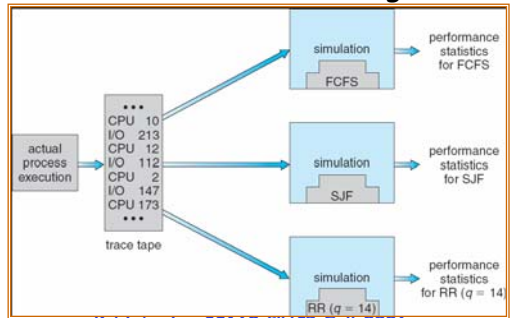 actual
process
execution
• • •
CPU 10
I/O 213
CPU 12
I/O 112
CPU 2
I/O 147
CPU 173
• • •
trace tape
simulation
FCFS
performance
statistics
for FCFS
simulation
SJF
performance
statistics
for SJF
simulation
RR (q = 14)
performance
statistics
for RR (q = 14)